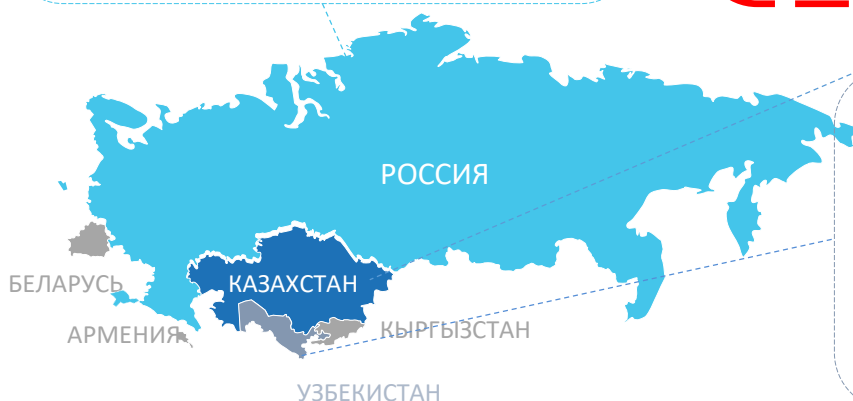 РОССИЯ
БЕЛАРУСЬ
КАЗАХСТАН
АРМЕНИЯ
КЫРГЫЗСТАН
УЗБЕКИСТАН